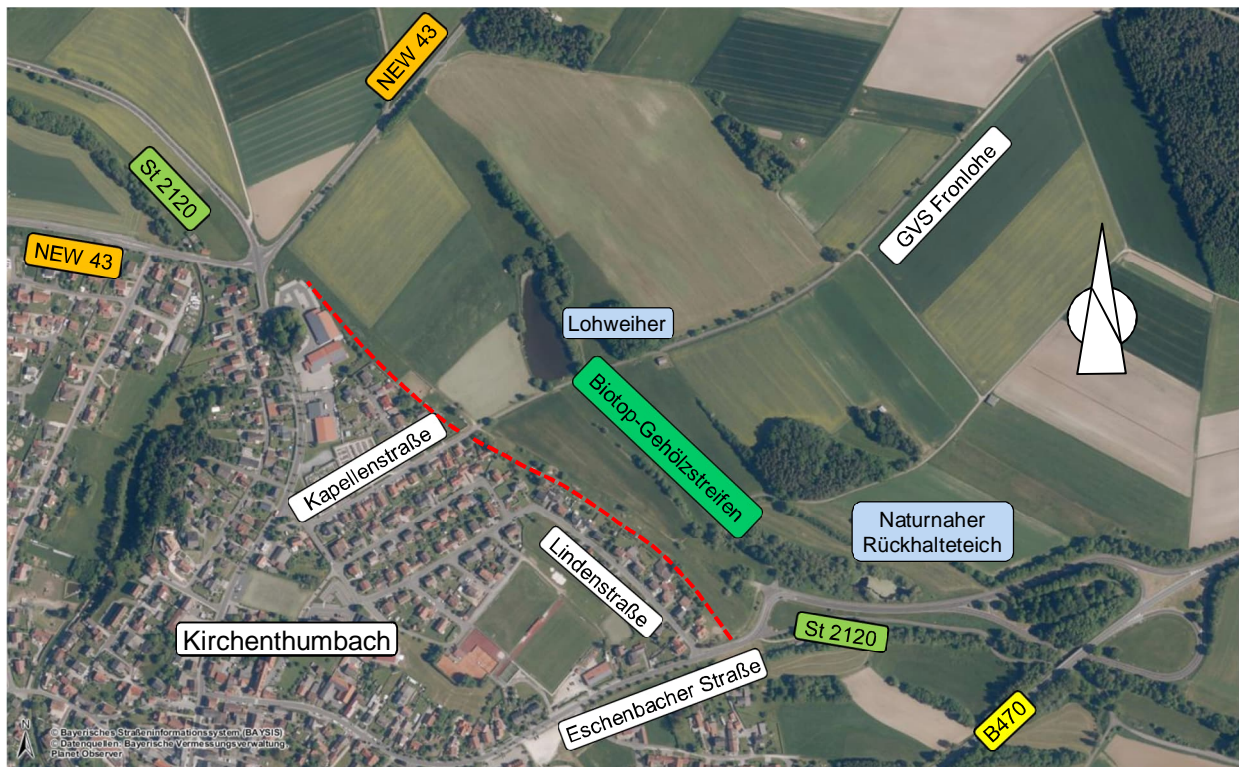 NEW 43
St 2120
NEW 43
GVS Fronlohe
Lohweiher
Biotop-Gehölzstreifen
Kapellenstraße
Naturnaher
Rückhalteteich
Lindenstraße
Kirchenthumbach
St 2120
Eschenbacher Straße
B470
N
© Bayerisches Straßeninformationssystem (BAYSIS)
© Datenquellen: Bayerische Vermessungsverwaltung,
Planet Observer